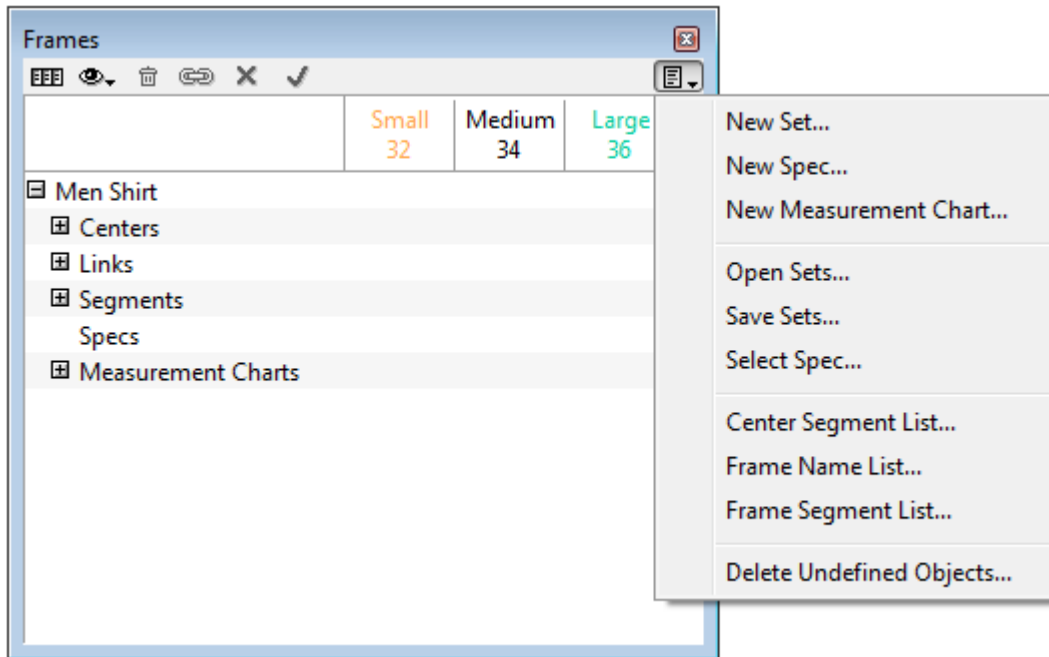 Frames
Small Medium Large
32 34 36
Men Shirt
Centers
Links
Segments
Specs
Measurement Charts
New Set...
New Spec...
New Measurement Chart...
Open Sets...
Save Sets...
Select Spec...
Center Segment List...
Frame Name List...
Frame Segment List...
Delete Undefined Objects...